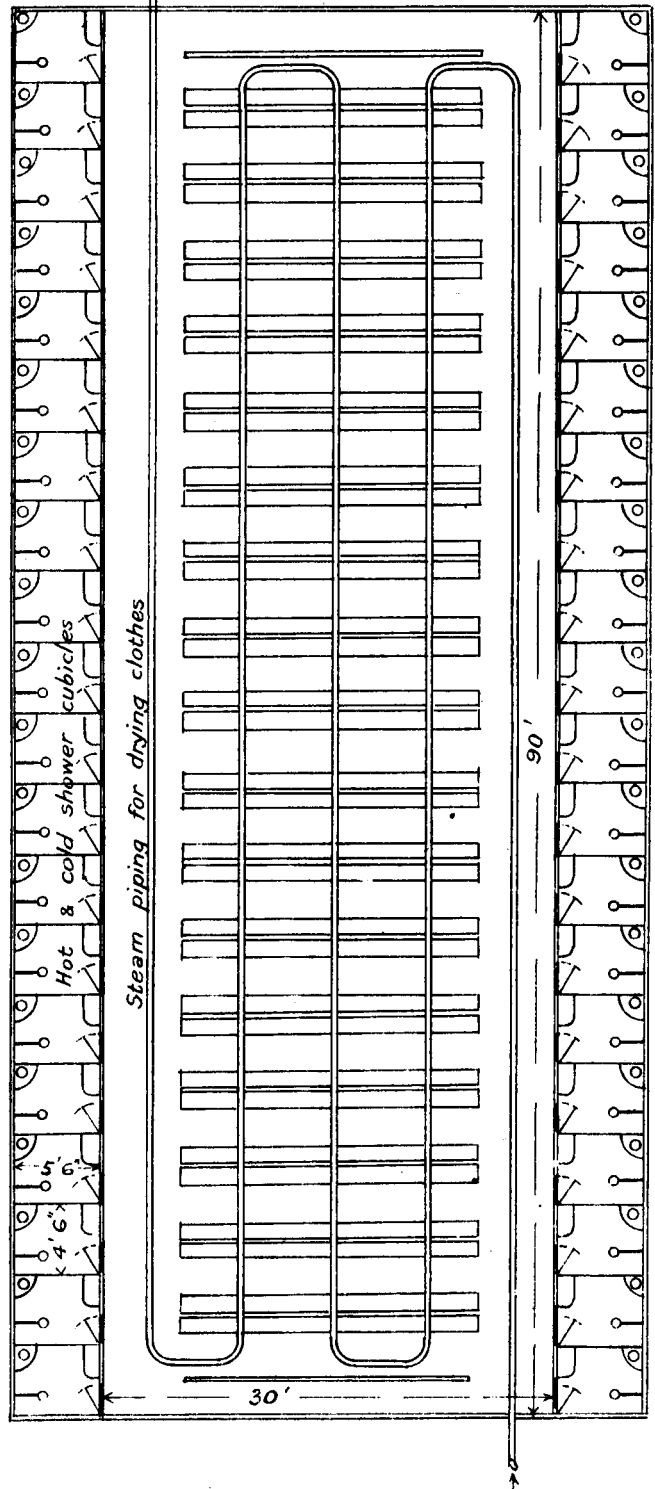 Hot & cold shower cubicles
Steam piping for drying clothes
90'
5' 6"
4' 6"
30'